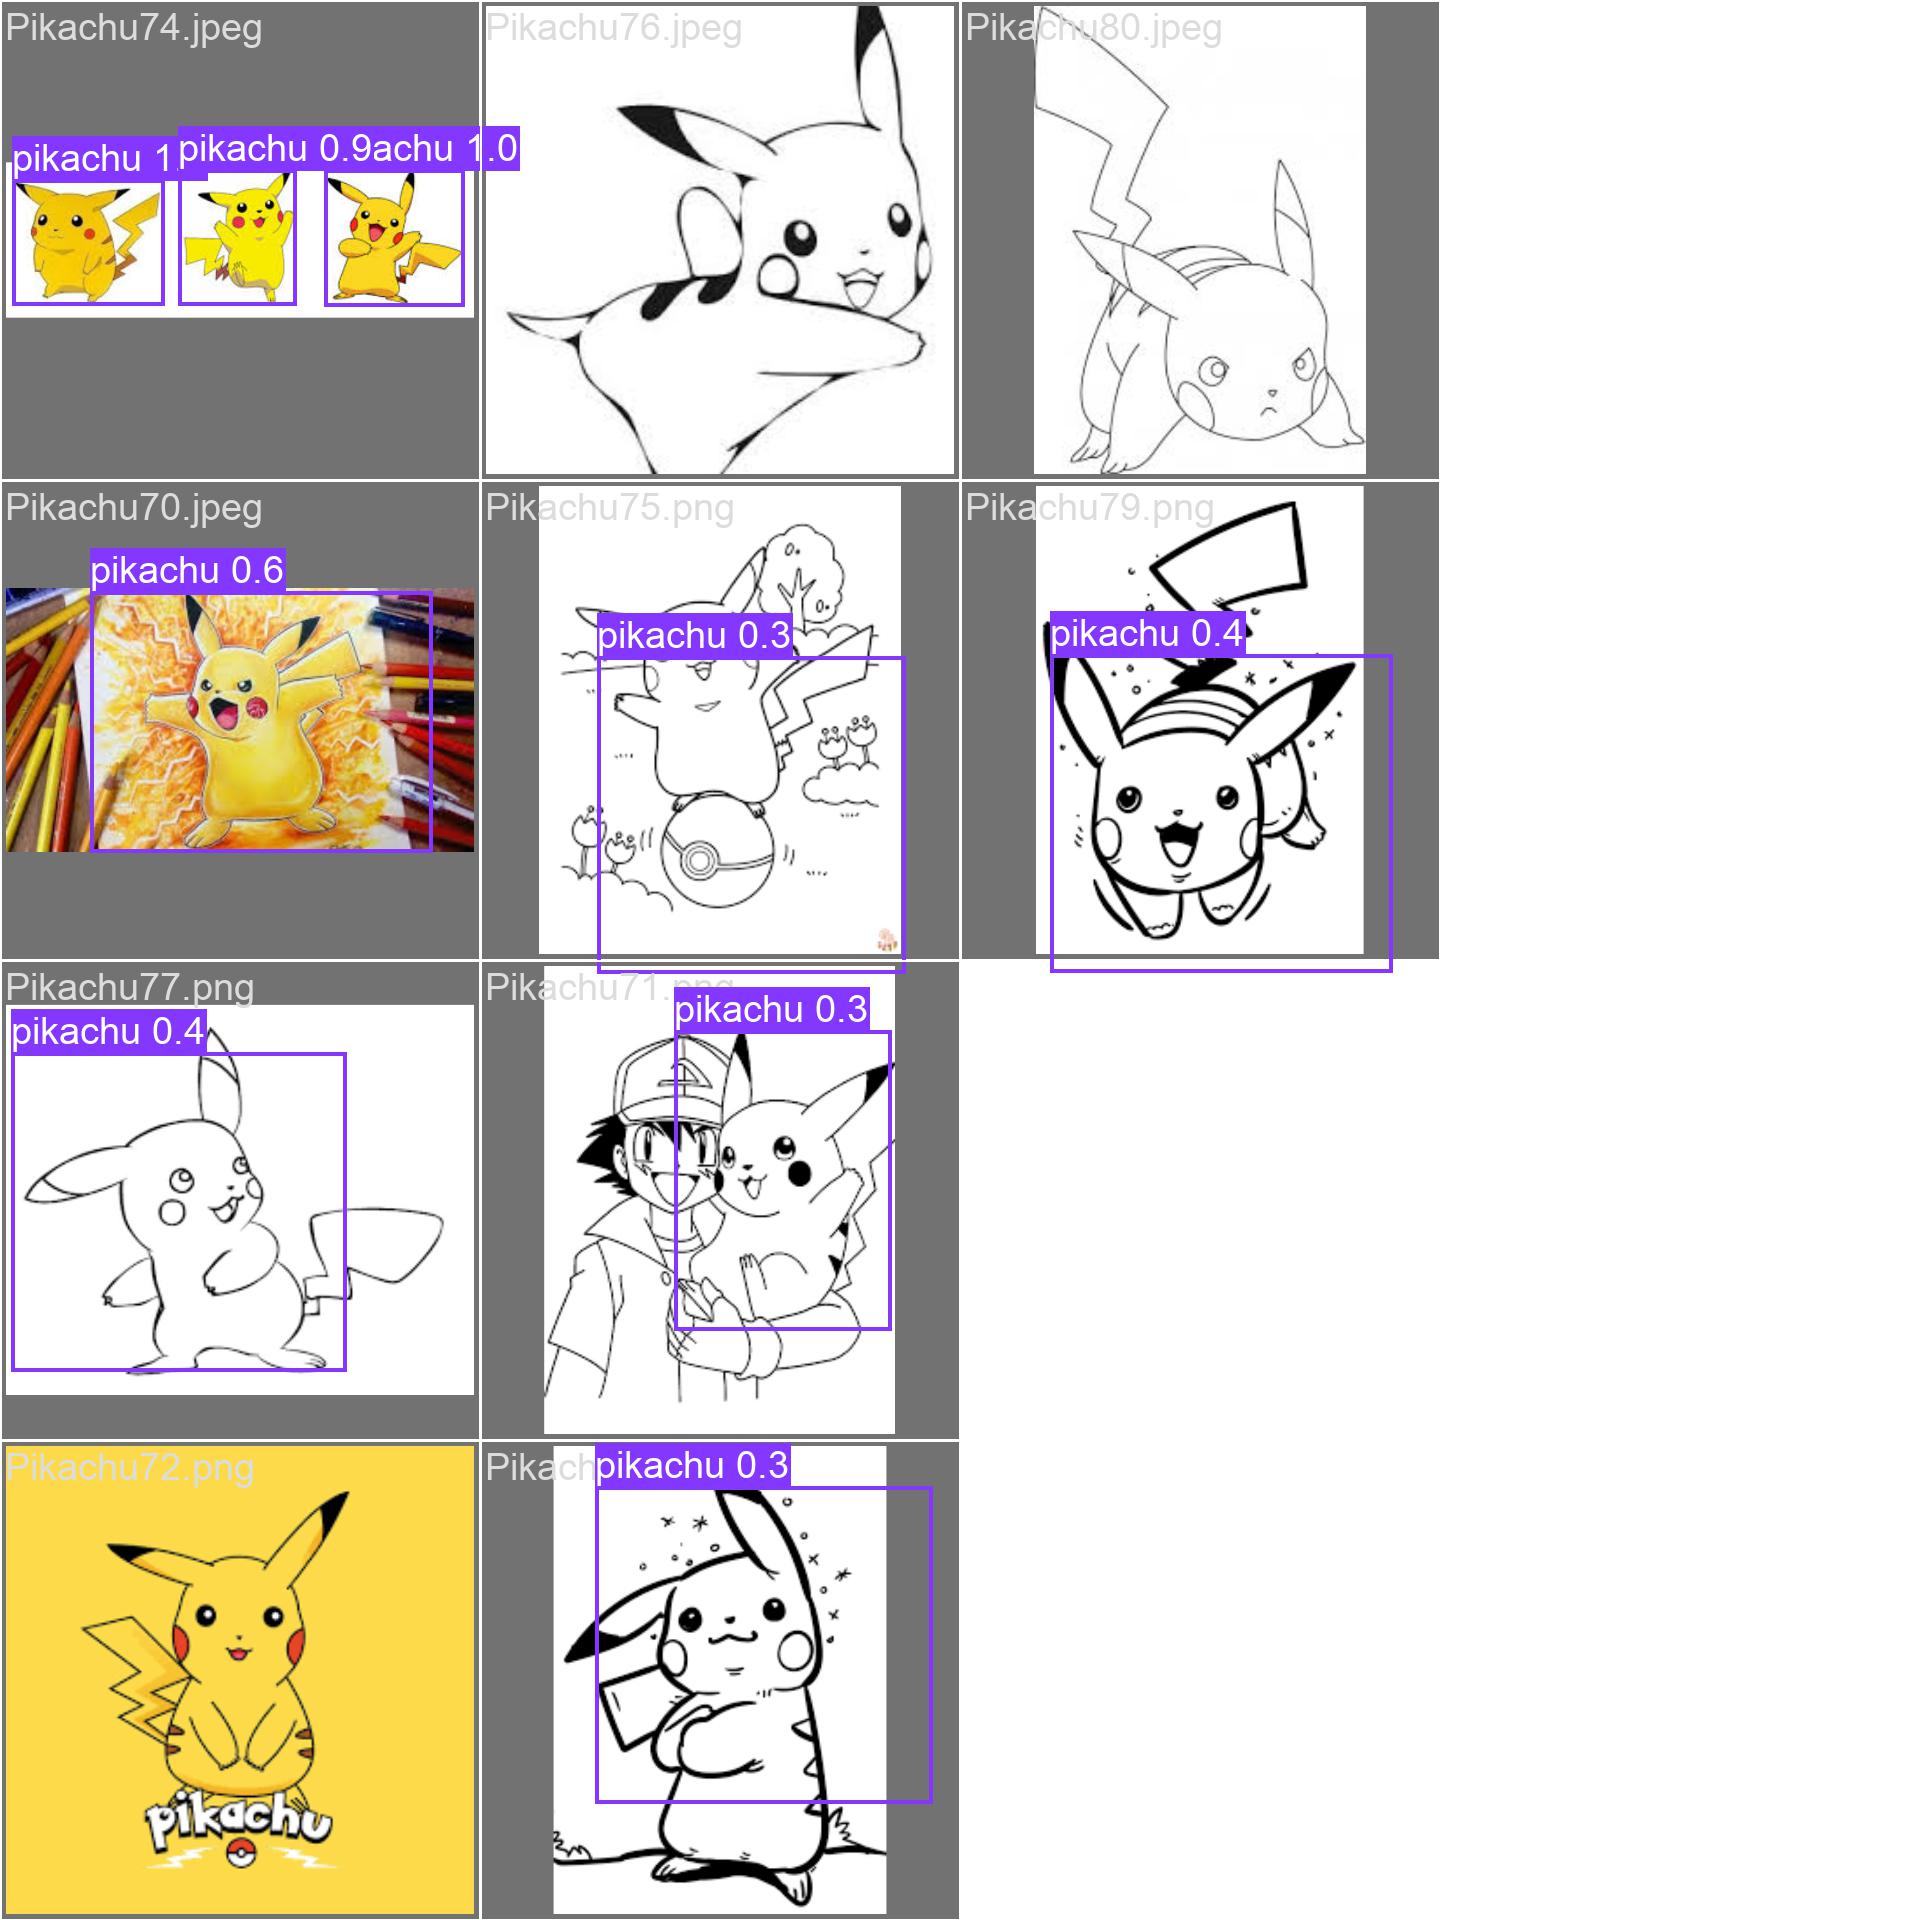 Pikachu74.jpeg
pikachu 1.
pikachu 0.9achu 1.0
Pikachu76.jpeg
Pikachu80.jpeg
Pikachu70.jpeg
pikachu 0.6
Pikachu75.png
pikachu 0.3
Pikachu79.png
pikachu 0.4
Pikachu77.png
pikachu 0.4
Pikachu71.png
pikachu 0.3
Pikachu72.png
pikachu
Pikach
pikachu 0.3